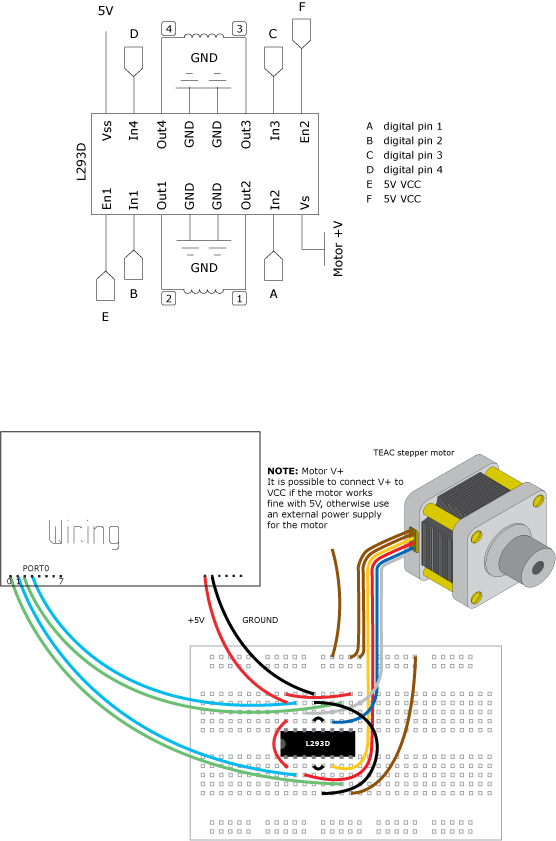 F
5V
D
4
3
C
GND
Vss
In4
Out4
GND
GND
Out3
In3
En2
L293D
En1
In1
Out1
GND
GND
Out2
In2
Vs
A digital pin 1
B digital pin 2
C digital pin 3
D digital pin 4
E 5V VCC
F 5V VCC
Motor +V
GND
B
2
1
A
E
TEAC stepper motor
NOTE: Motor V+
It is possible to connect V+ to
VCC if the motor works
fine with 5V, otherwise use
an external power supply
for the motor
Wiring
PORT0
0 1 7
+5V
GROUND
L293D